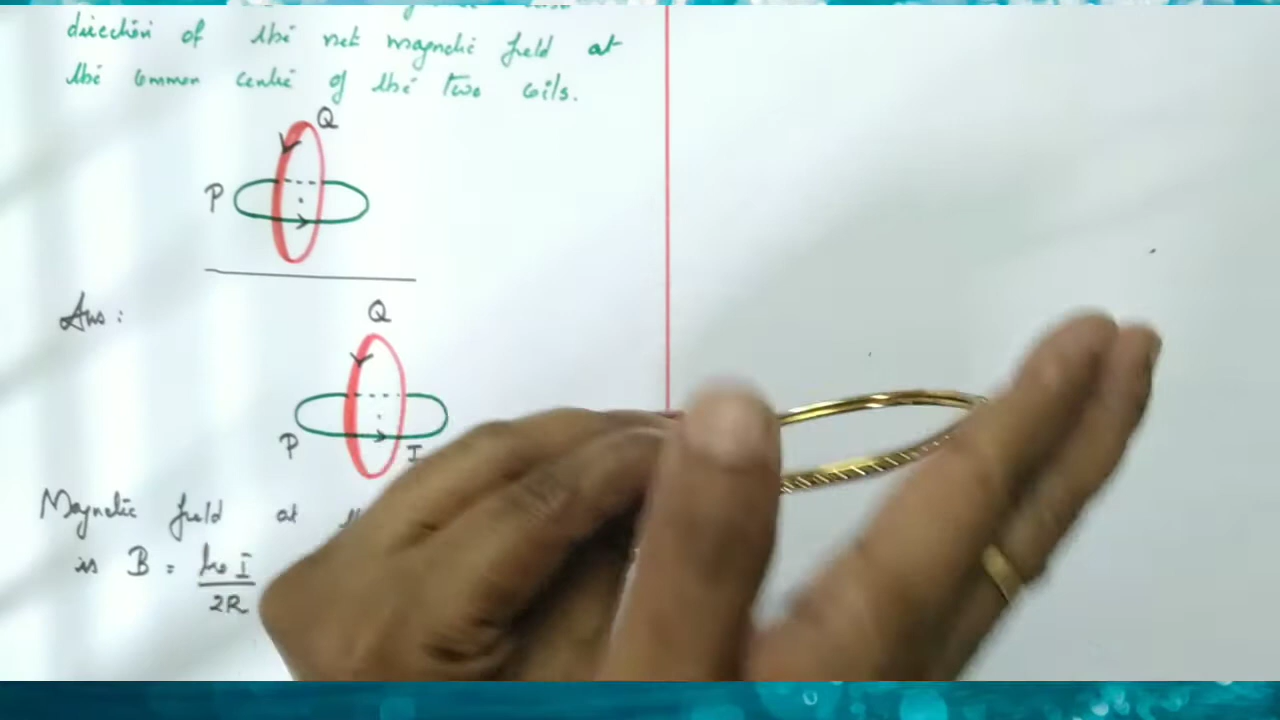 direction of the net magnetic field at
the common centre of the two coils.
Q
P
Ans:
Q
P
I
Magnetic field at
is B = μ₀I
2R